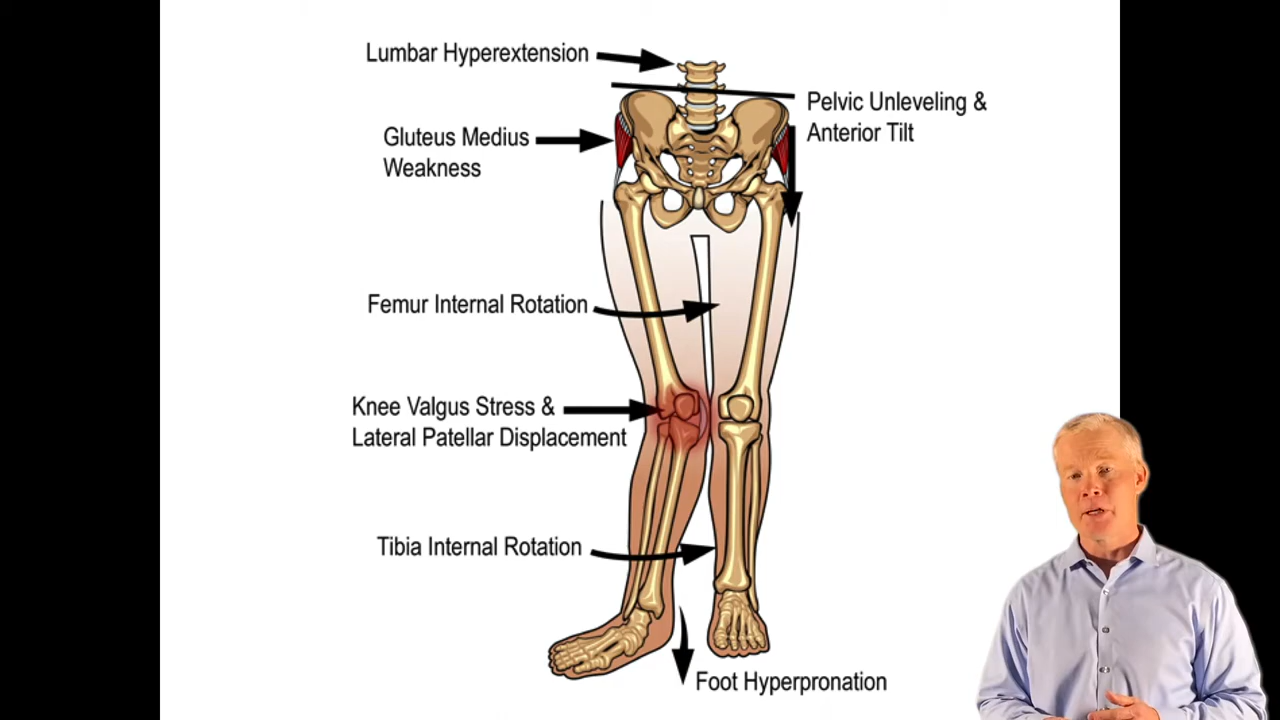 Lumbar Hyperextension
Pelvic Unleveling &
Anterior Tilt
Gluteus Medius
Weakness
Femur Internal Rotation
Knee Valgus Stress &
Lateral Patellar Displacement
Tibia Internal Rotation
Foot Hyperpronation